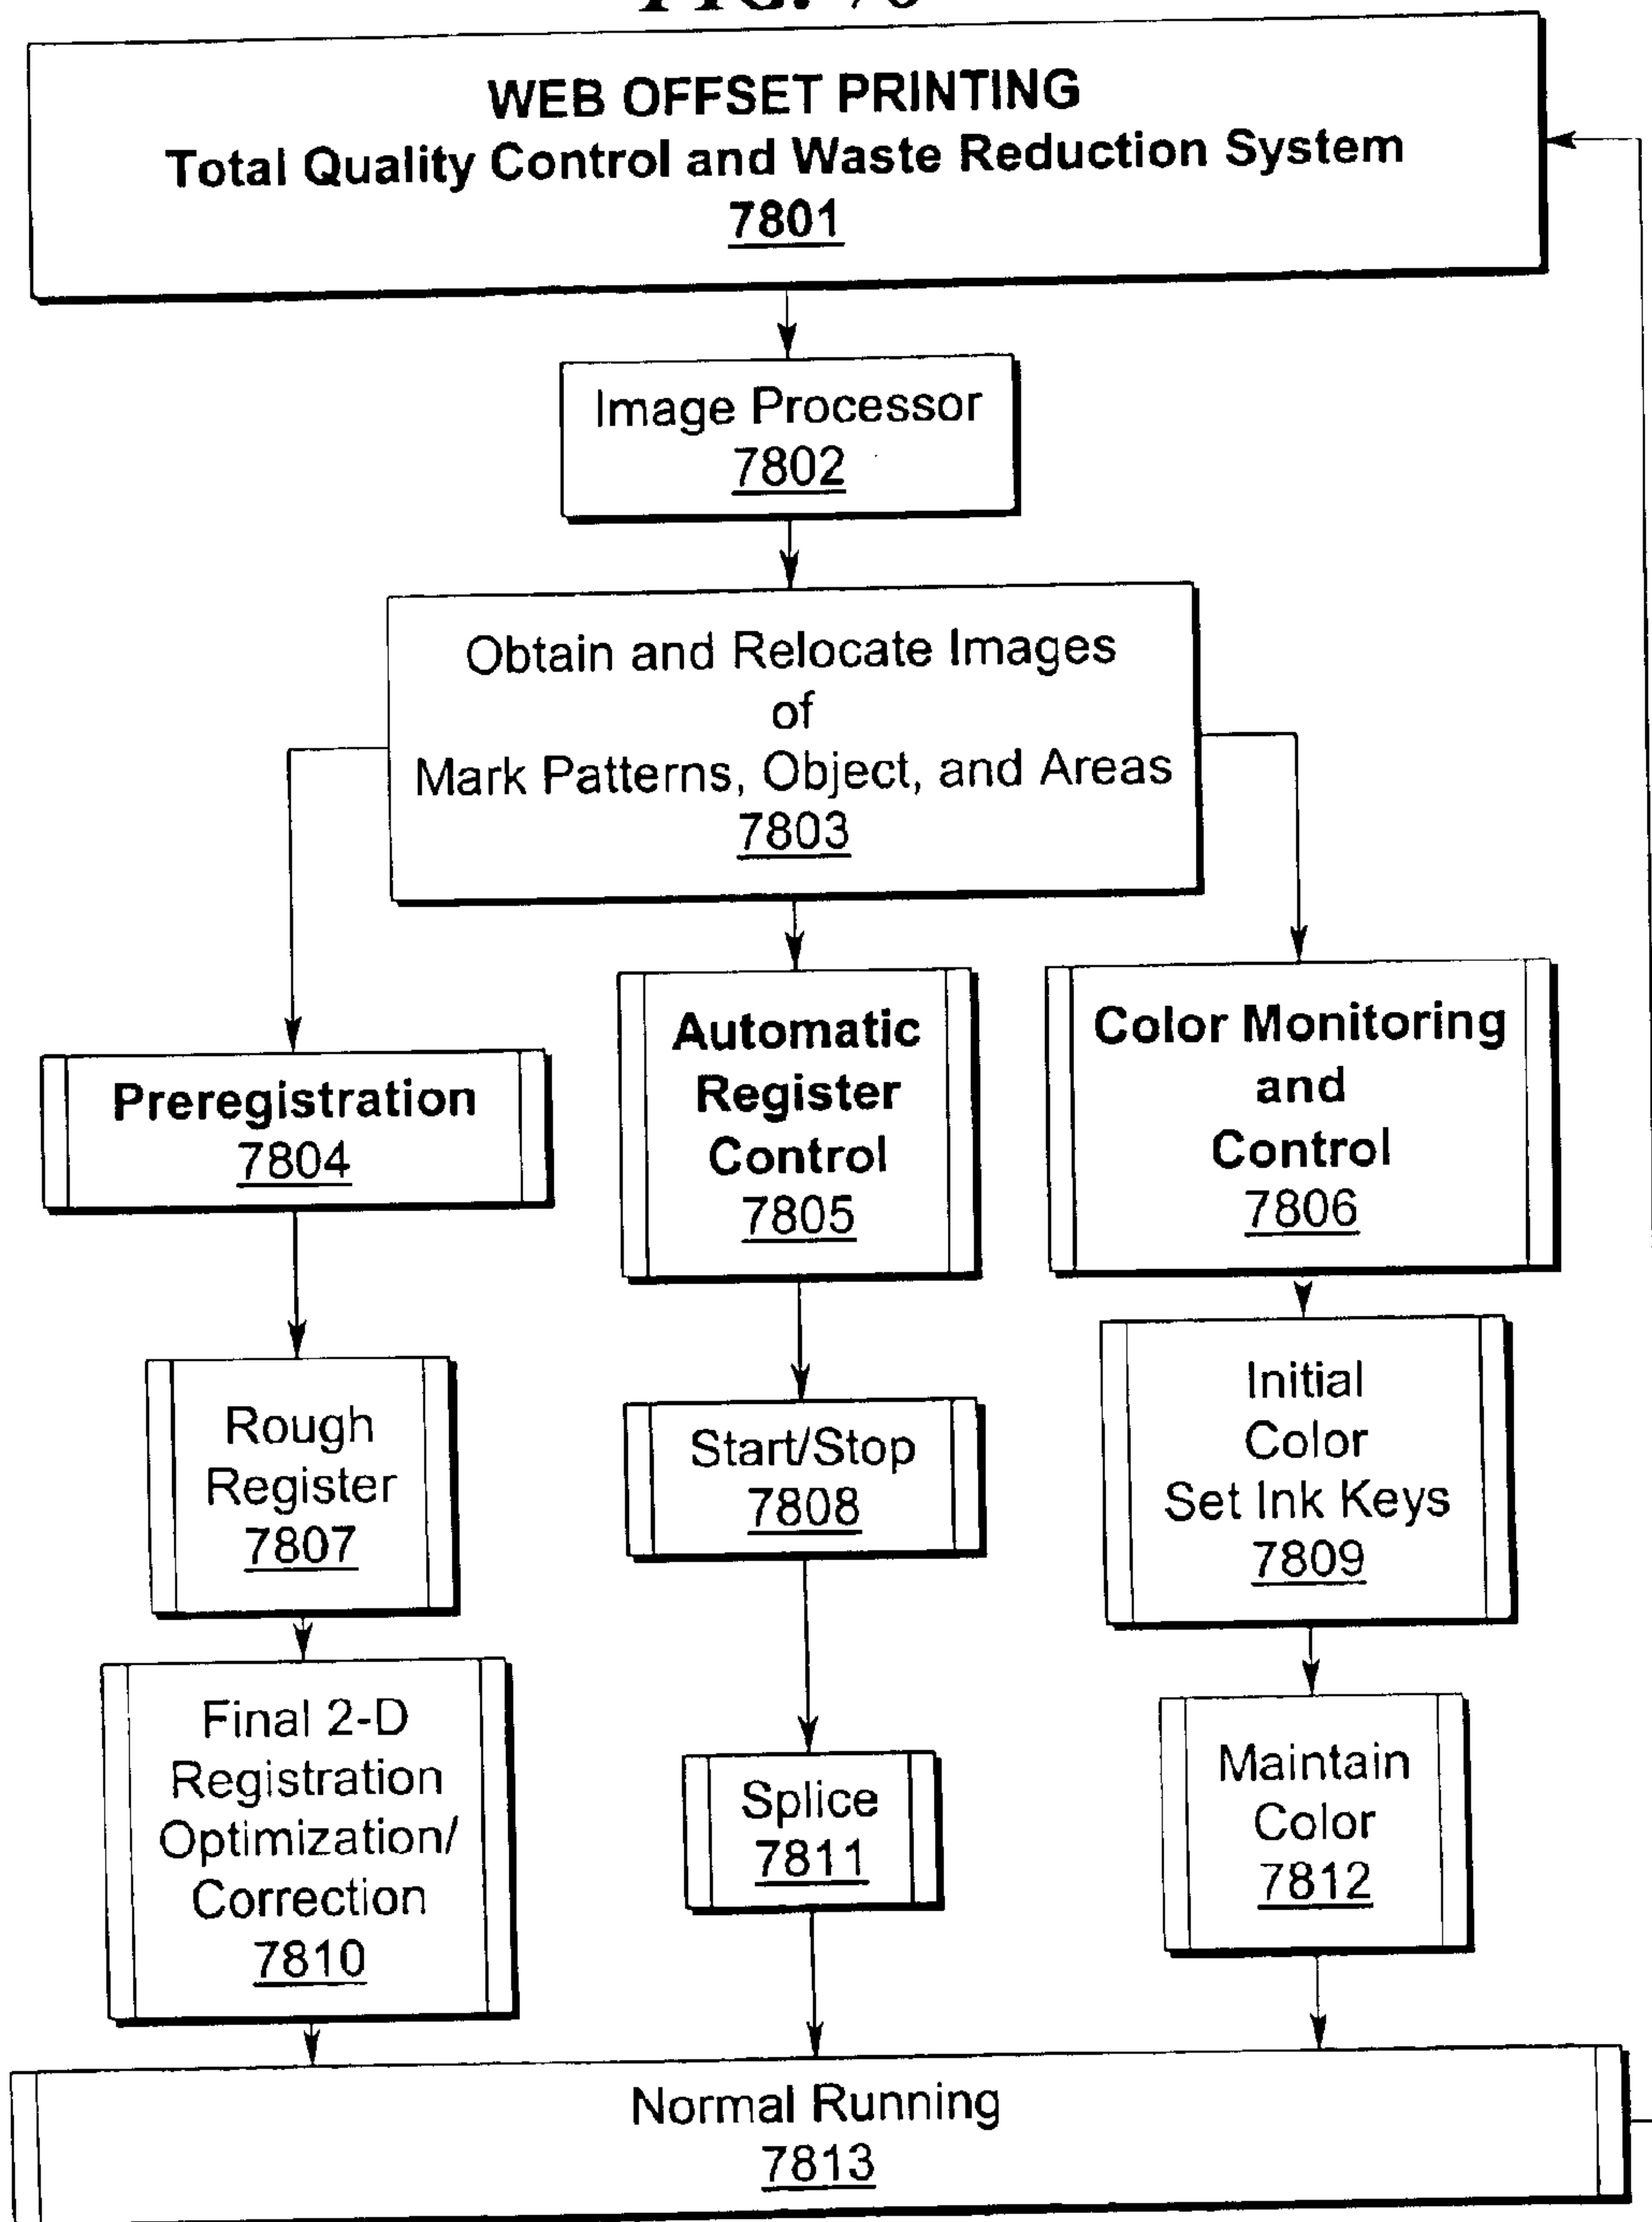 WEB OFFSET PRINTING
Total Quality Control and Waste Reduction System
7801
Image Processor
7802
Obtain and Relocate Images
of
Mark Patterns, Object, and Areas
7803
Preregistration
7804
Automatic
Register
Control
7805
Color Monitoring
and
Control
7806
Rough
Register
7807
Start/Stop
7808
Initial
Color
Set Ink Keys
7809
Final 2-D
Registration
Optimization/
Correction
7810
Splice
7811
Maintain
Color
7812
Normal Running
7813